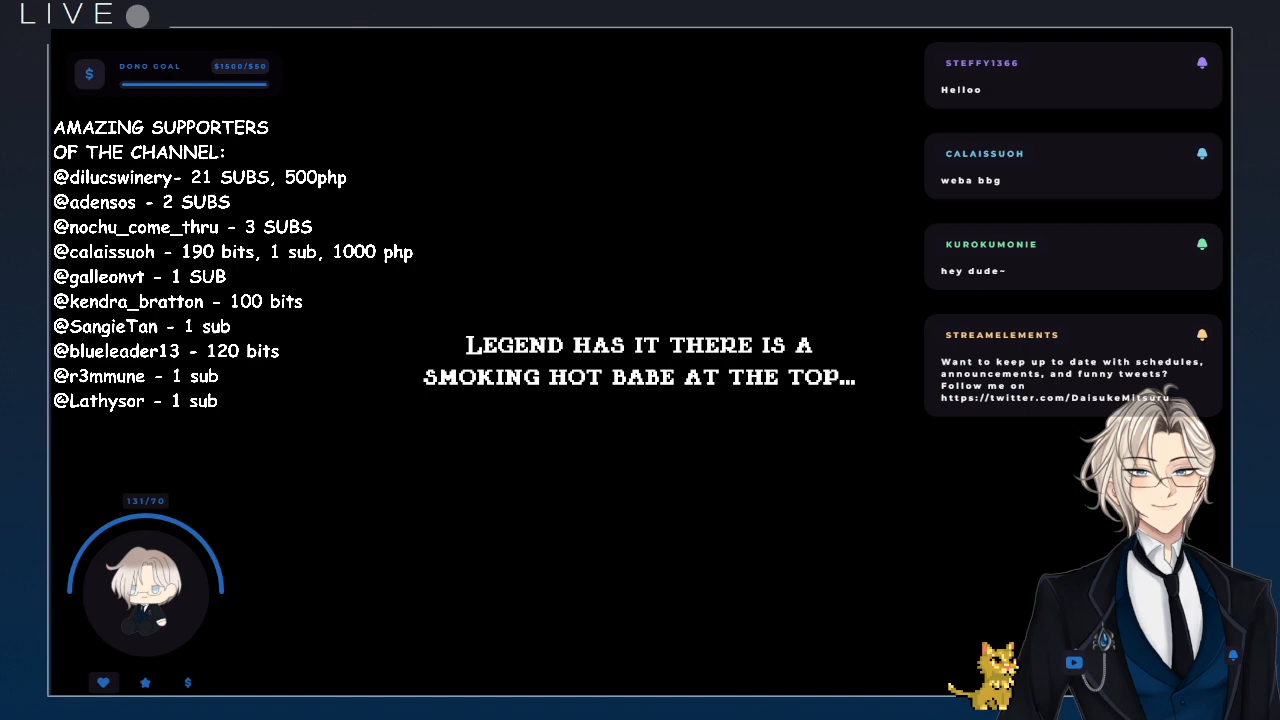 LIVE
DONO GOAL
$1500/$50
AMAZING SUPPORTERS
OF THE CHANNEL:
@dilucswinery- 21 SUBS, 500php
@adensos - 2 SUBS
@nochu_come_thru - 3 SUBS
@calaissuoh - 190 bits, 1 sub, 1000 php
@galleonvt - 1 SUB
@kendra_bratton - 100 bits
@SangieTan - 1 sub
@blueleader13 - 120 bits
@r3mmune - 1 sub
@Lathysor - 1 sub
131/70
LEGEND HAS IT THERE IS A
SMOKING HOT BABE AT THE TOP...
STEFFY1366
Helloo
CALAISSUOH
weba bbg
KUROKUMONIE
hey dude~
STREAMELEMENTS
Want to keep up to date with schedules,
announcements, and funny tweets?
Follow me on
https://twitter.com/DaisukeMitsuru